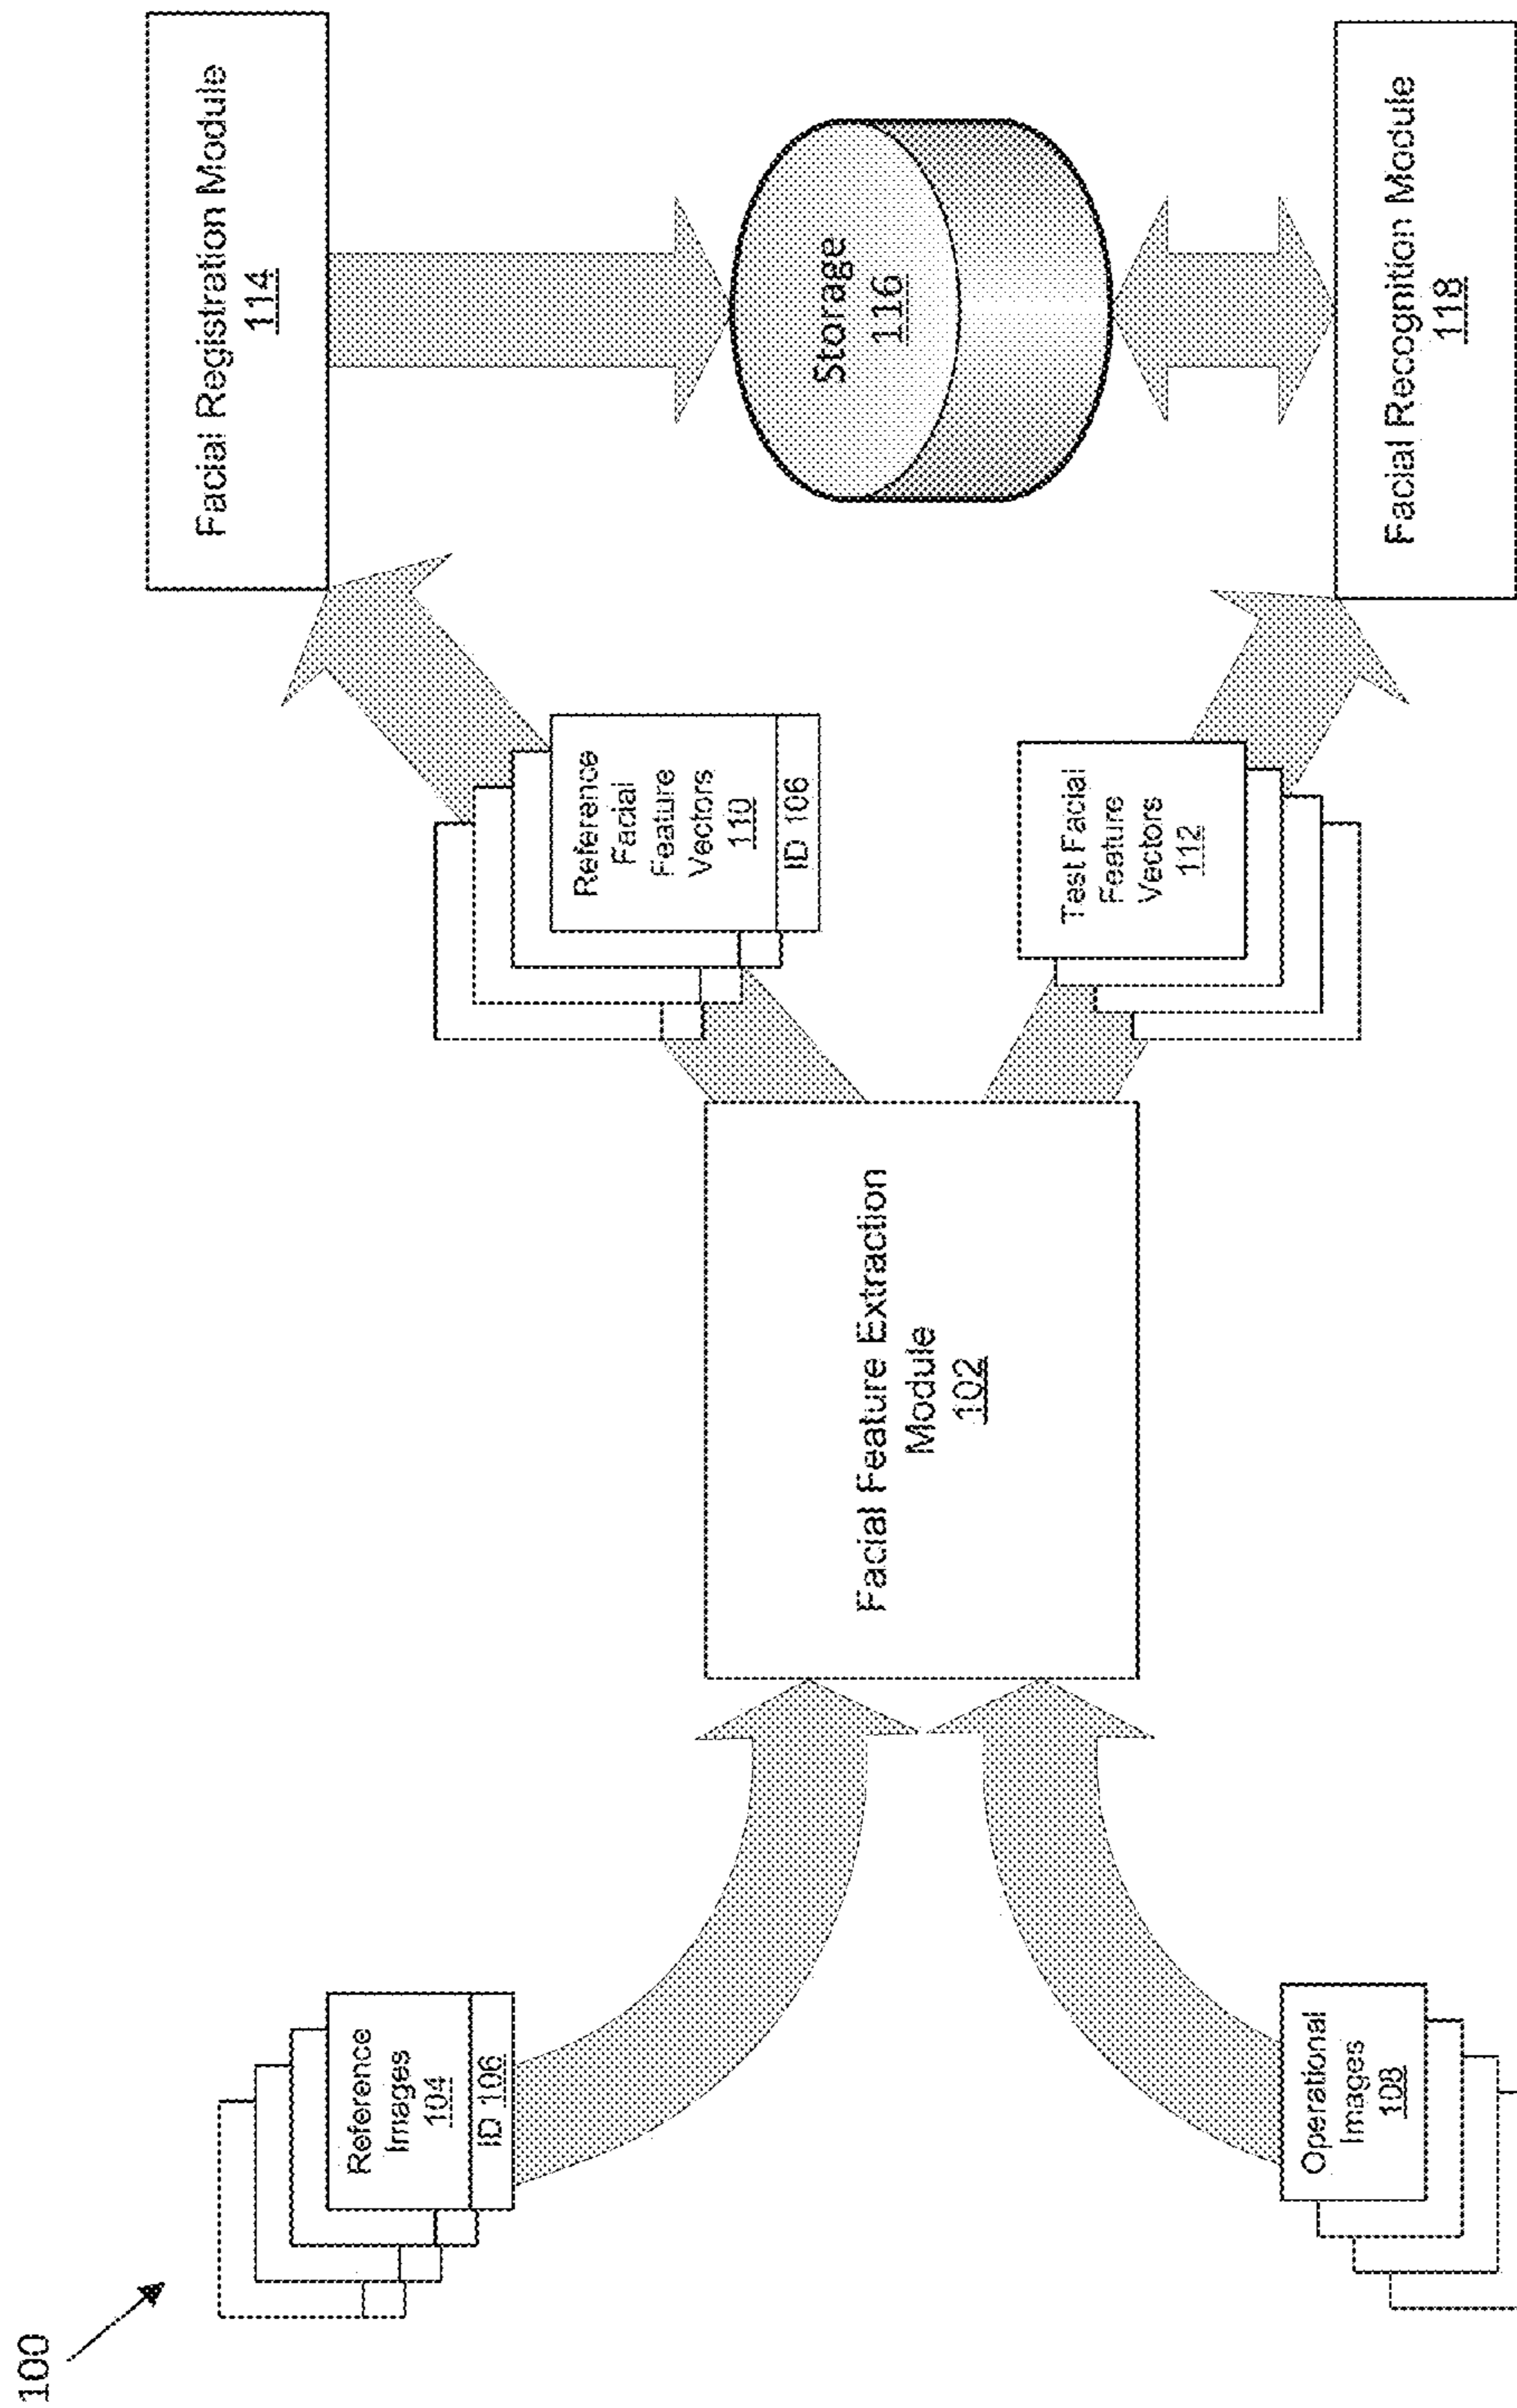 100
Reference
Images
104
ID 106
Operational
Images
108
Facial Feature Extraction
Module
102
Reference
Facial
Feature
Vectors
110
ID 106
Test Facial
Feature
Vectors
112
Facial Registration Module
114
Storage
116
Facial Recognition Module
118